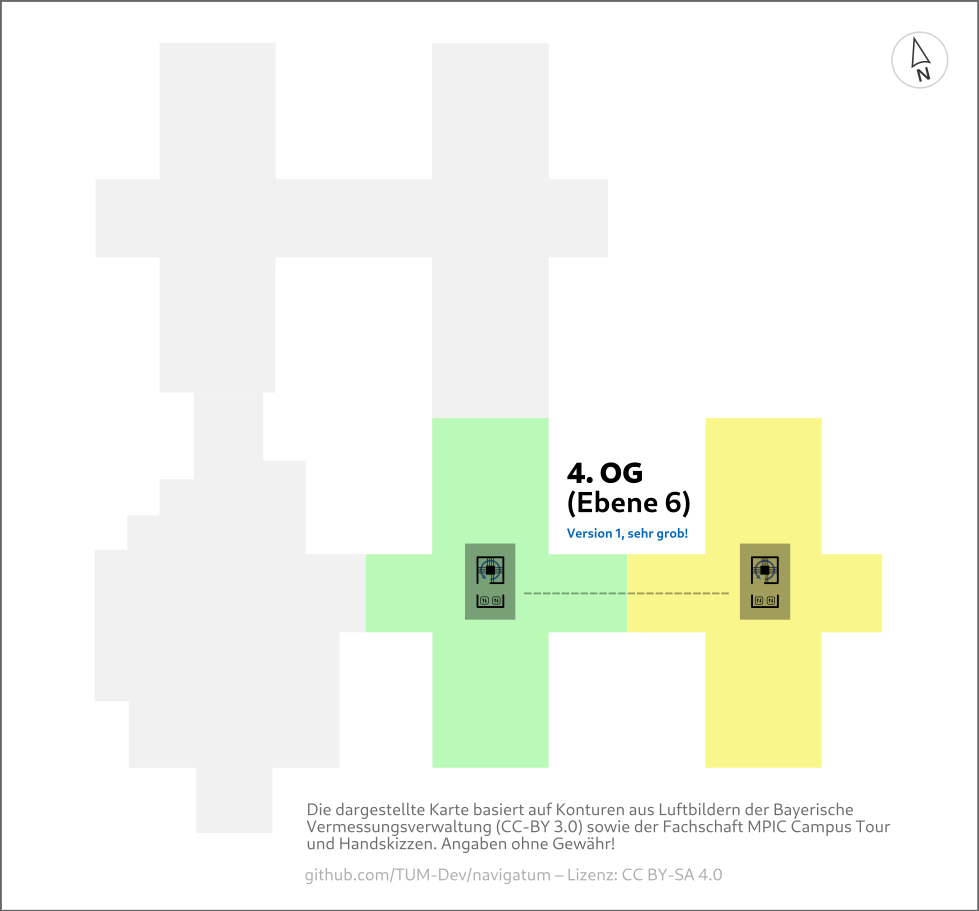 N
4. OG
(Ebene 6)
Version 1, sehr grob!
Die dargestellte Karte basiert auf Konturen aus Luftbildern der Bayerische
Vermessungsverwaltung (CC-BY 3.0) sowie der Fachschaft MPIC Campus Tour
und Handskizzen. Angaben ohne Gewähr!
github.com/TUM-Dev/navigatum – Lizenz: CC BY-SA 4.0